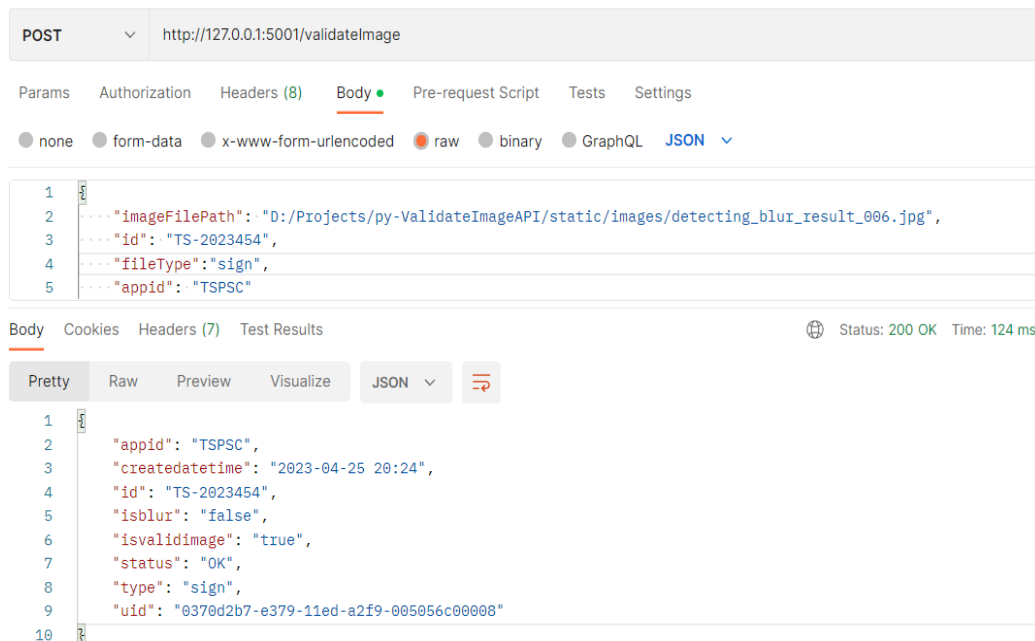 POST http://127.0.0.1:5001/validateImage
Params Authorization Headers (8) Body Pre-request Script Tests Settings
none form-data x-www-form-urlencoded raw binary GraphQL JSON
1 {
2 "imageFilePath": "D:/Projects/py-ValidateImageAPI/static/images/detecting_blur_result_006.jpg",
3 "id": "TS-2023454",
4 "fileType":"sign",
5 "appid": "TSPSC"
Body Cookies Headers (7) Test Results Status: 200 OK Time: 124 ms
Pretty Raw Preview Visualize JSON
1 {
2 "appid": "TSPSC",
3 "createdatetime": "2023-04-25 20:24",
4 "id": "TS-2023454",
5 "isblur": "false",
6 "isvalidimage": "true",
7 "status": "OK",
8 "type": "sign",
9 "uid": "0370d2b7-e379-11ed-a2f9-005056c00008"
10 }